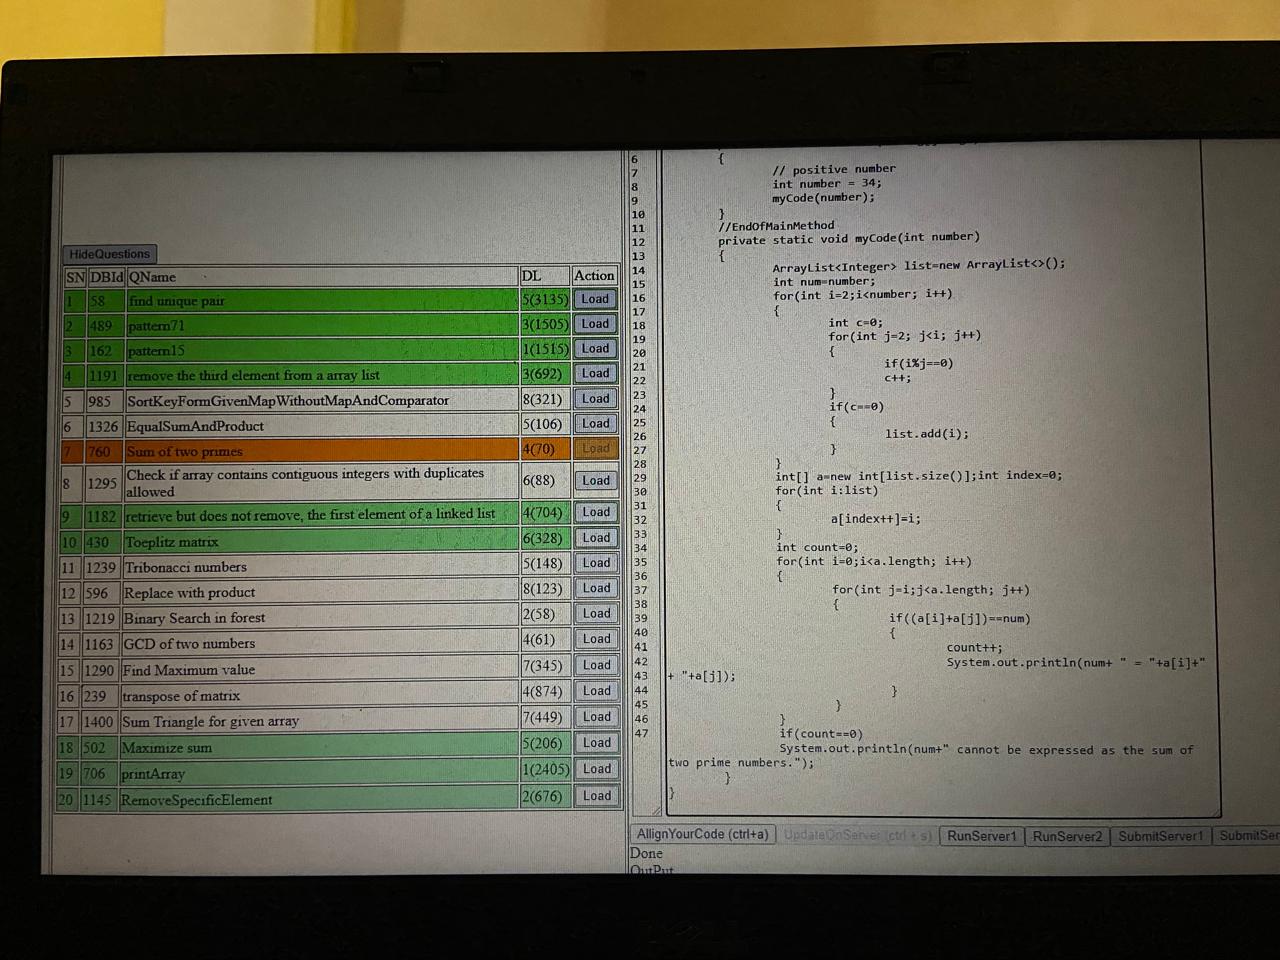 HideQuestions
SN DBId QName DL Action
1 58 find unique pair 5(3135) Load
2 489 pattern71 3(1505) Load
3 162 pattern15 1(1515) Load
4 1191 remove the third element from a array list 3(692) Load
5 985 SortKeyFormGivenMapWithoutMapAndComparator 8(321) Load
6 1326 EqualSumAndProduct 5(106) Load
7 760 Sum of two primes 4(70) Load
8 1295 Check if array contains contiguous integers with duplicates
allowed 6(88) Load
9 1182 retrieve but does not remove, the first element of a linked list 4(704) Load
10 430 Toeplitz matrix 6(328) Load
11 1239 Tribonacci numbers 5(148) Load
12 596 Replace with product 8(123) Load
13 1219 Binary Search in forest 2(58) Load
14 1163 GCD of two numbers 4(61) Load
15 1290 Find Maximum value 7(345) Load
16 239 transpose of matrix 4(874) Load
17 1400 Sum Triangle for given array 7(449) Load
18 502 Maximize sum 5(206) Load
19 706 printArray 1(2405) Load
20 1145 RemoveSpecificElement 2(676) Load
6 {
7 // positive number
8 int number = 34;
9 myCode(number);
10 }
11 //EndOfMainMethod
12 private static void myCode(int number)
13 {
14 ArrayList<Integer> list=new ArrayList<>();
15 int num=number;
16 for(int i=2;i<number; i++)
17 {
18 int c=0;
19 for(int j=2; j<i; j++)
20 {
21 if(i%j==0)
22 c++;
23 }
24 if(c==0)
25 {
26 list.add(i);
27 }
28 }
29 int[] a=new int[list.size()];int index=0;
30 for(int i:list)
31 {
32 a[index++]=i;
33 }
34 int count=0;
35 for(int i=0;i<a.length; i++)
36 {
37 for(int j=i;j<a.length; j++)
38 {
39 if((a[i]+a[j])==num)
40 {
41 count++;
42 System.out.println(num+ " = "+a[i]+"
43 + "+a[j]);
44 }
45 }
46 }
47 if(count==0)
System.out.println(num+" cannot be expressed as the sum of
two prime numbers.");
}
}
AllignYourCode (ctrl+a) UpdateOnServer (ctrl + s) RunServer1 RunServer2 SubmitServer1 SubmitSer
Done
OutPut